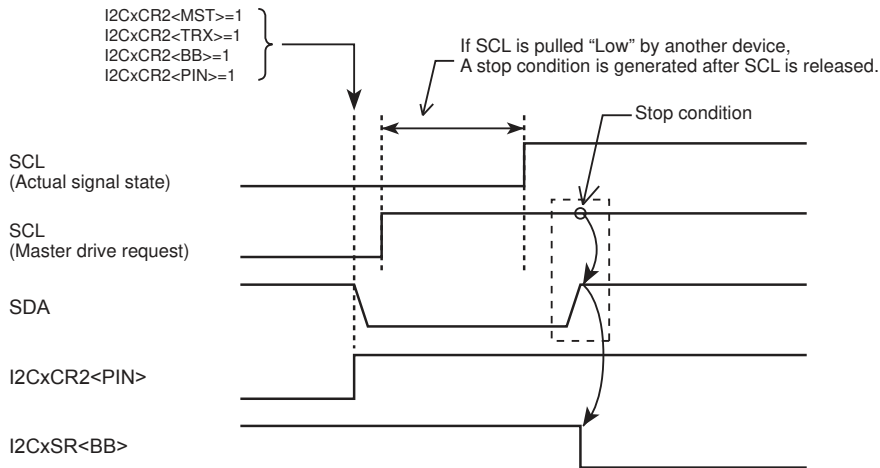 I2CxCR2<MST>=1
I2CxCR2<TRX>=1
I2CxCR2<BB>=1
I2CxCR2<PIN>=1
If SCL is pulled “Low” by another device,
A stop condition is generated after SCL is released.
Stop condition
SCL
(Actual signal state)
SCL
(Master drive request)
SDA
I2CxCR2<PIN>
I2CxSR<BB>